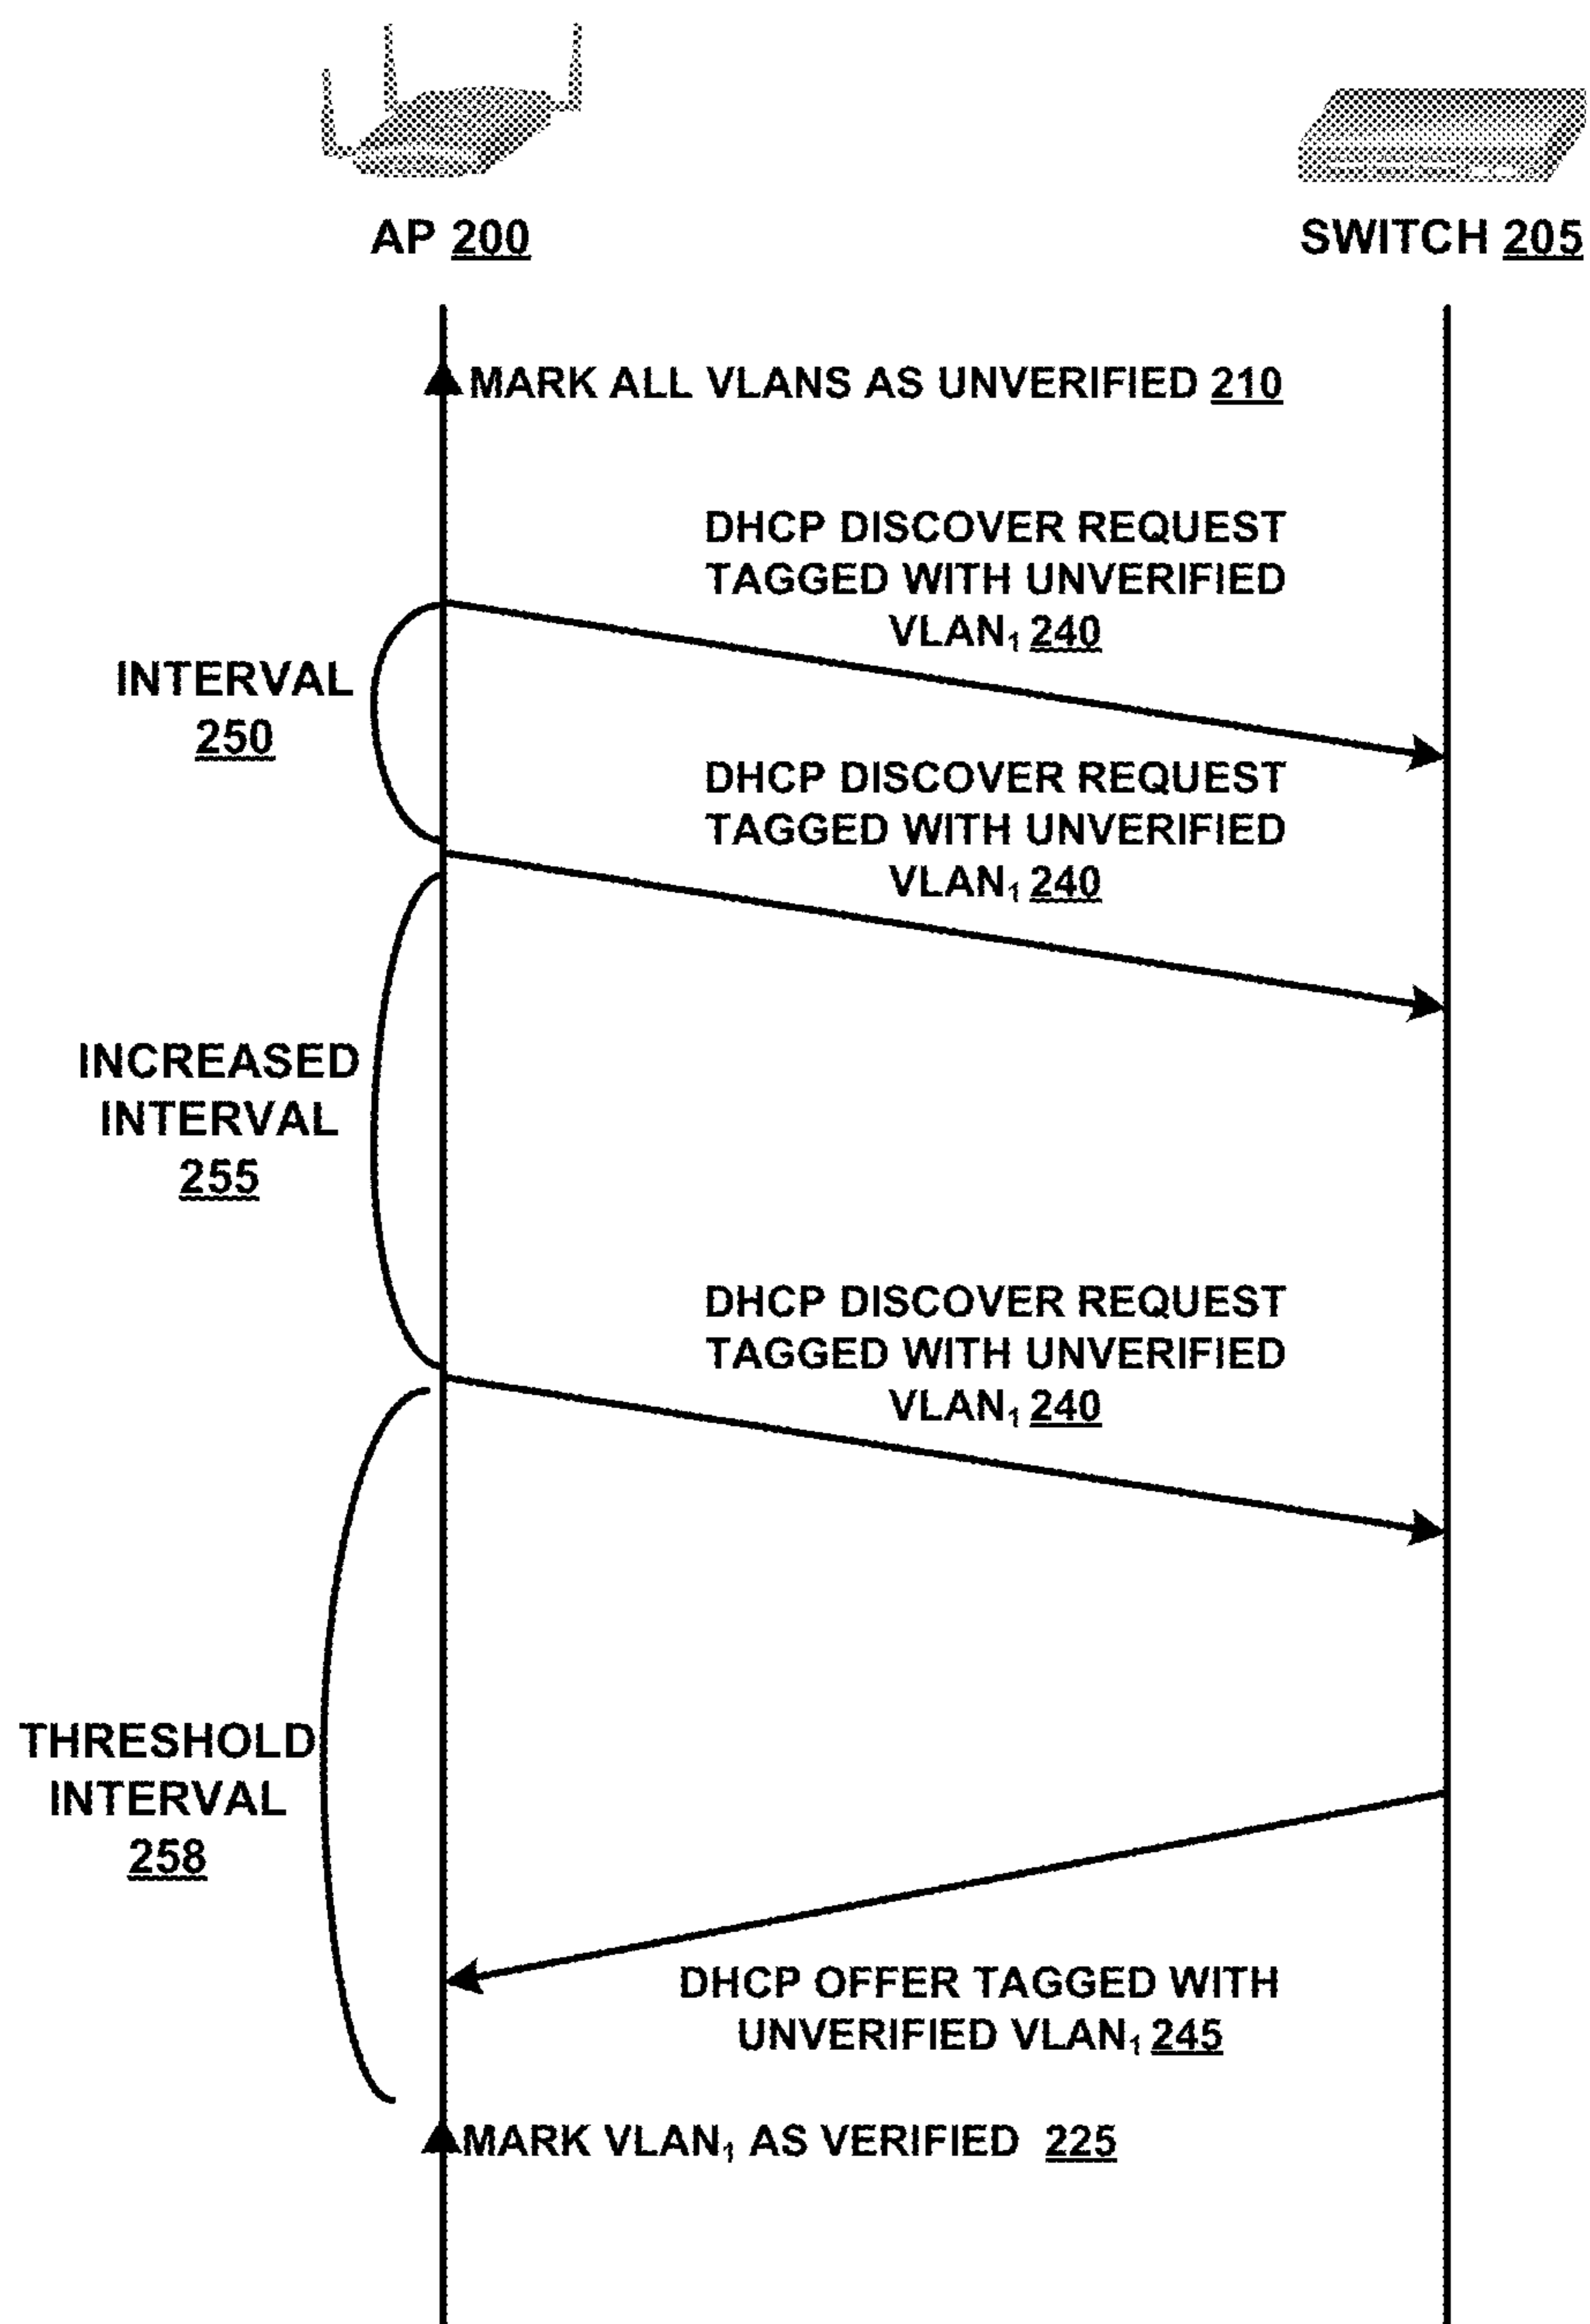 AP 200
SWITCH 205
MARK ALL VLANS AS UNVERIFIED 210
DHCP DISCOVER REQUEST
TAGGED WITH UNVERIFIED
VLAN₁ 240
INTERVAL
250
DHCP DISCOVER REQUEST
TAGGED WITH UNVERIFIED
VLAN₁ 240
INCREASED
INTERVAL
255
DHCP DISCOVER REQUEST
TAGGED WITH UNVERIFIED
VLAN₁ 240
THRESHOLD
INTERVAL
258
DHCP OFFER TAGGED WITH
UNVERIFIED VLAN₁ 245
MARK VLAN₁ AS VERIFIED 225